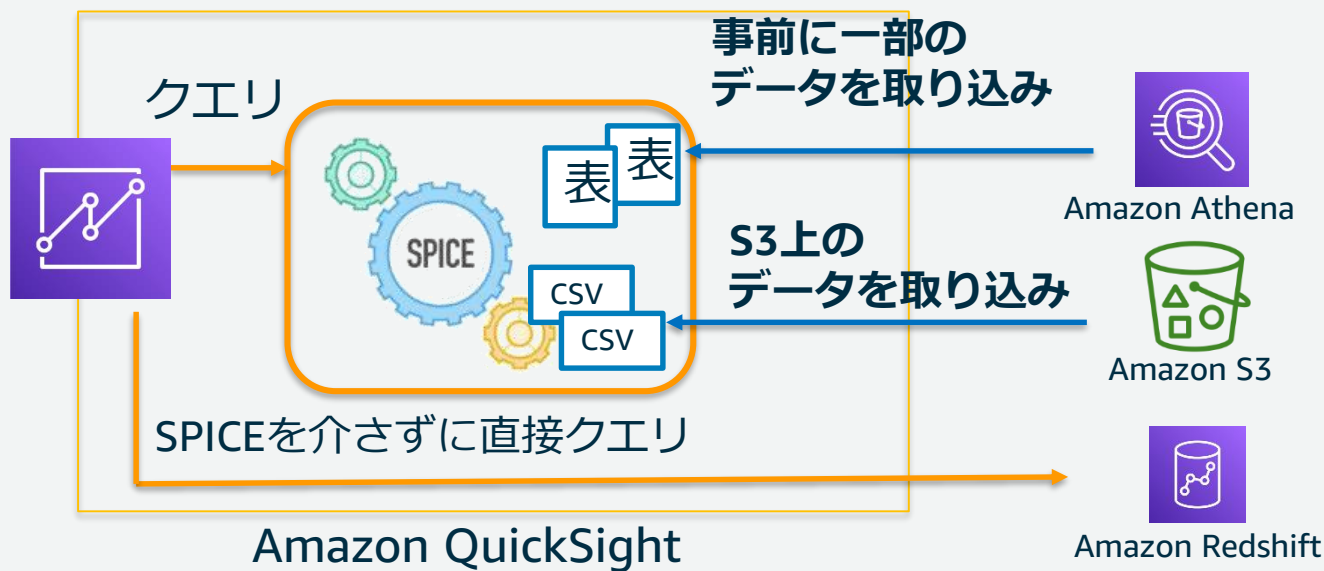 事前に一部の
データを取り込み
クエリ
表
表
SPICE
Amazon Athena
S3上の
データを取り込み
CSV
CSV
Amazon S3
SPICEを介さずに直接クエリ
Amazon QuickSight
Amazon Redshift